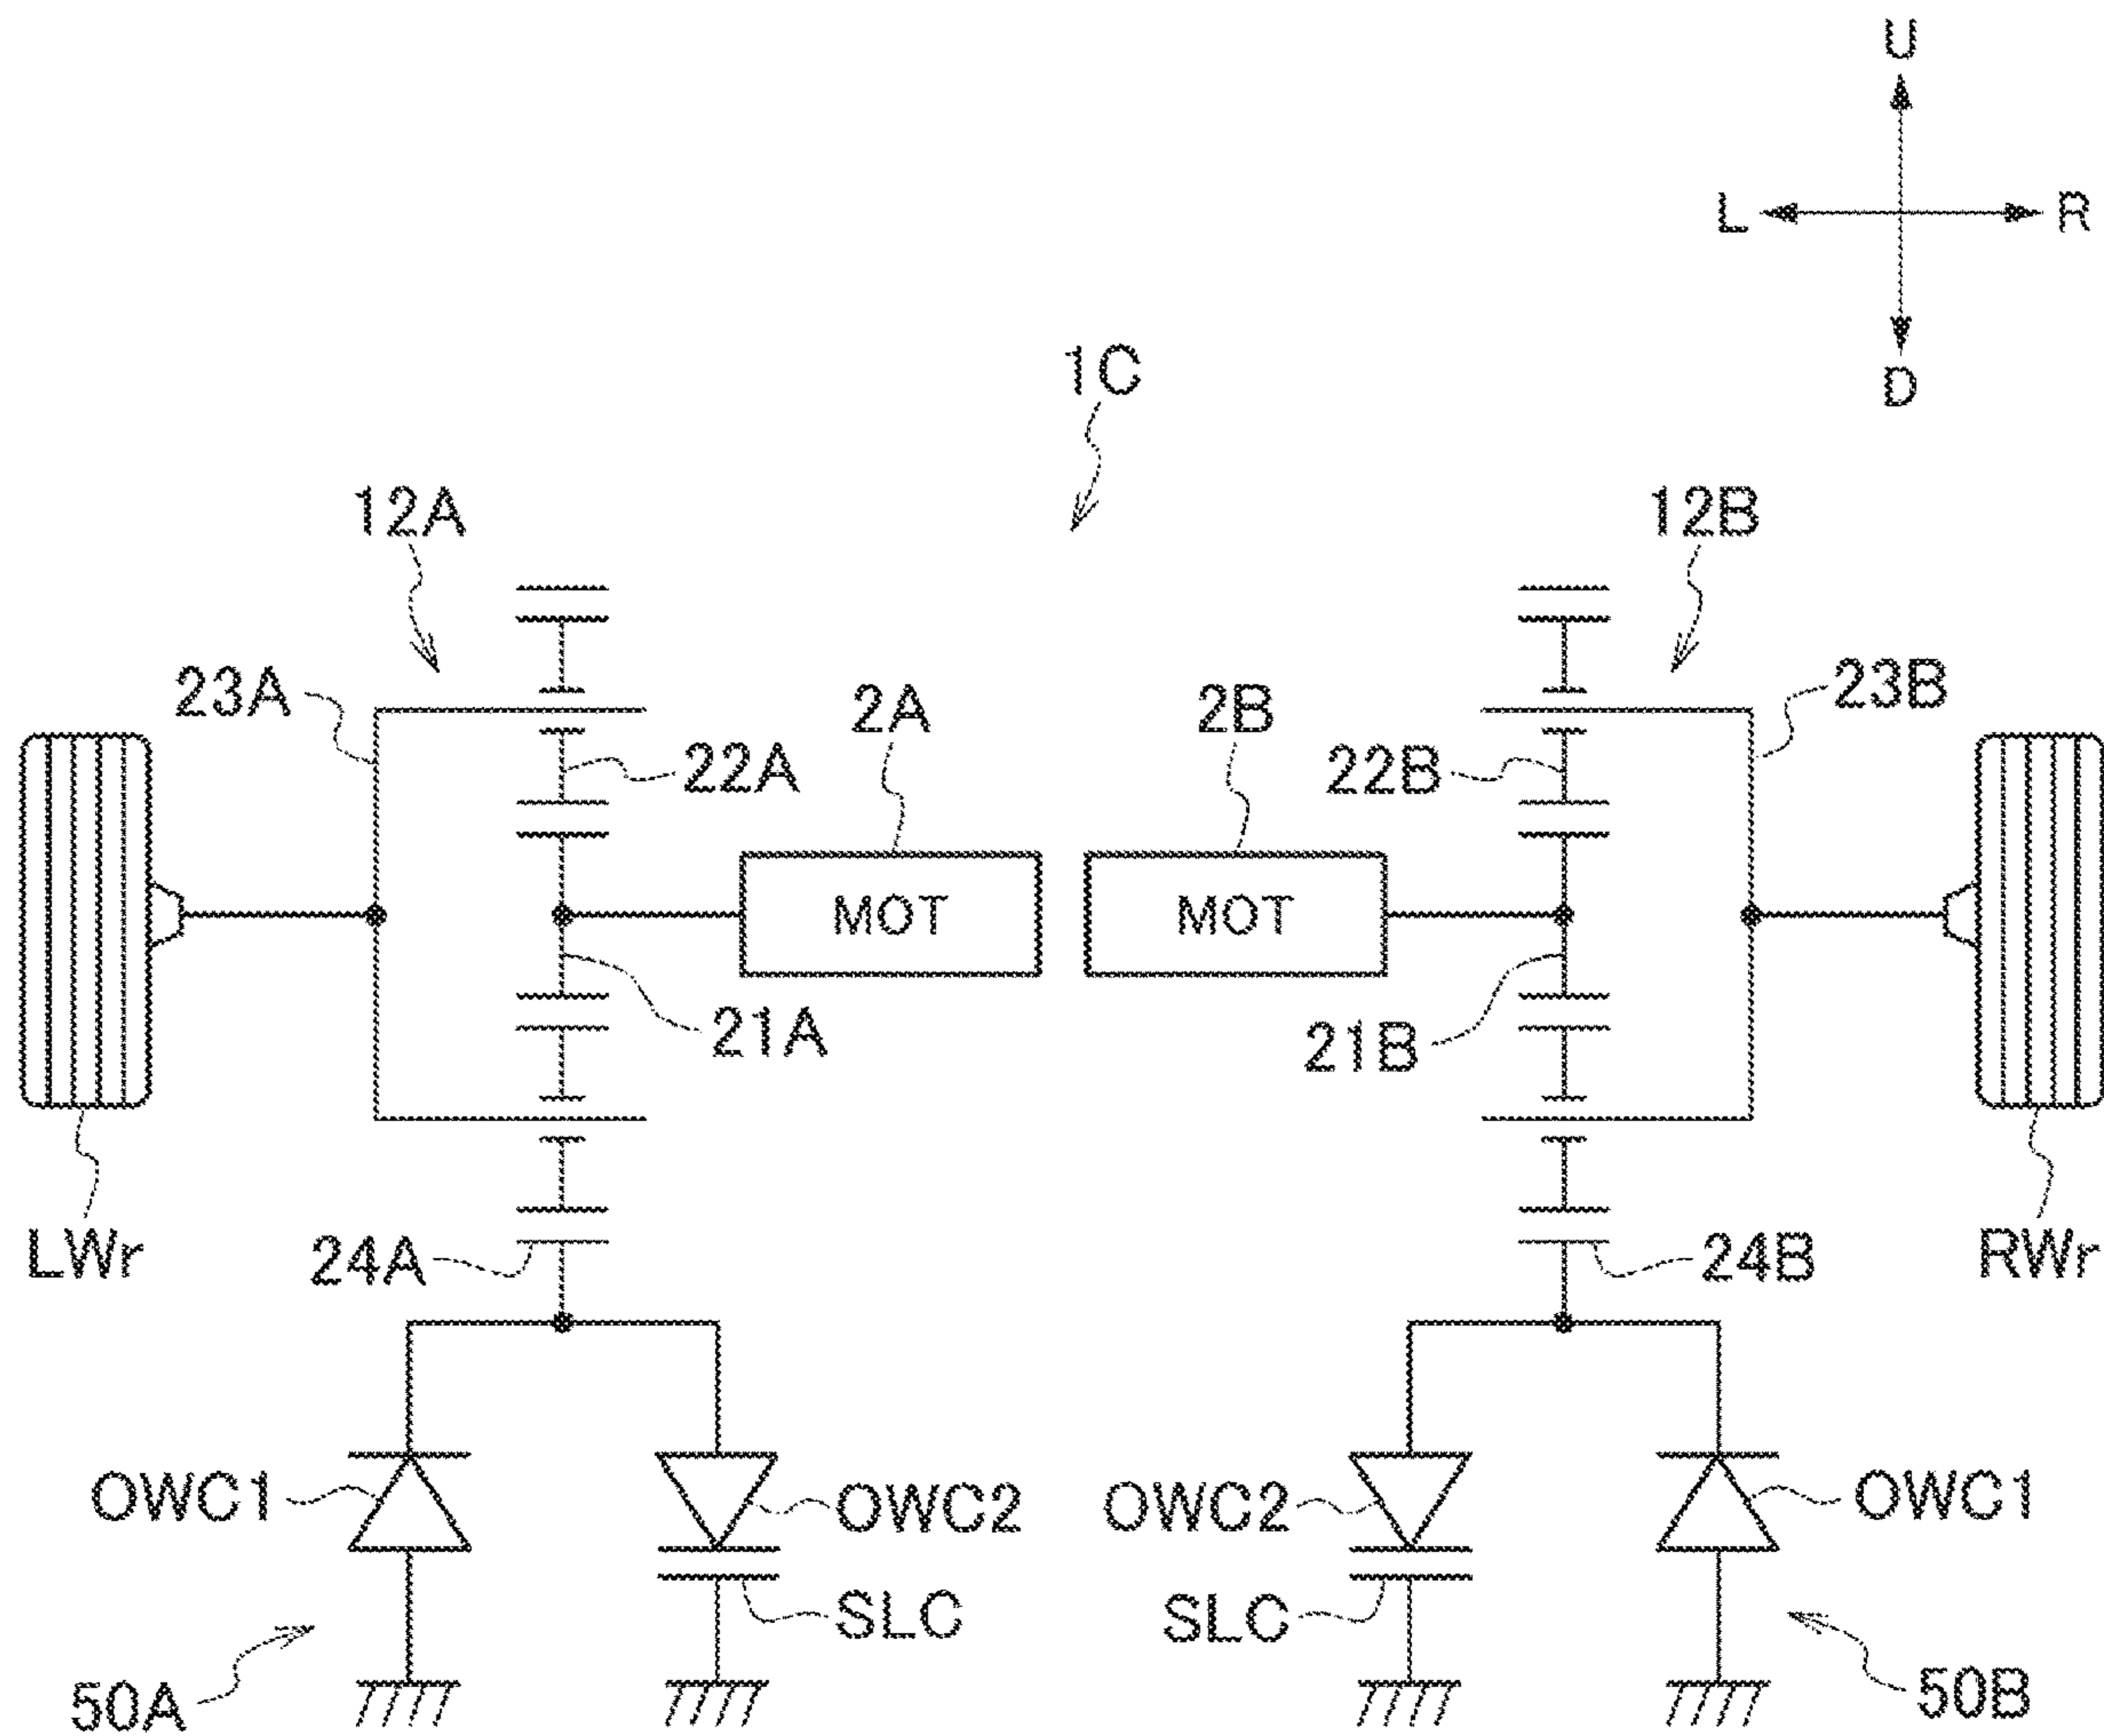 U
L R
D
1C
12A 12B
23A 2A 2B 23B
22A 22B
MOT MOT
21A 21B
LWr 24A 24B RWr
OWC1 OWC2 OWC2 OWC1
SLC SLC
50A 50B